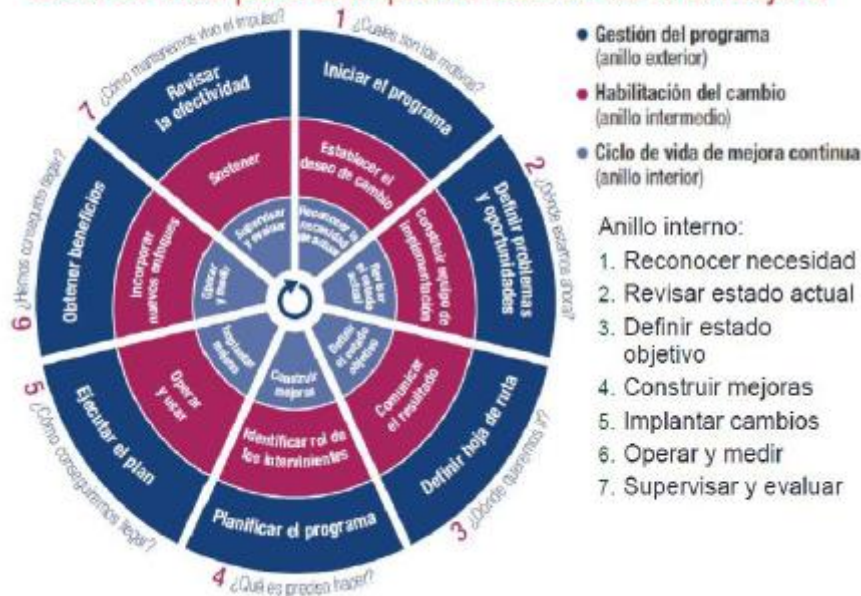 1 ¿Cuáles son los motivos?
Iniciar el programa
Establecer el
deseo de cambio
Reconocer la
necesidad
de actuar
2 ¿Dónde estamos ahora?
Definir problemas
y oportunidades
Constituir equipo de
implementación
Revisar
el estado
actual
3 ¿Dónde queremos ir?
Definir hoja de ruta
Comunicar
el resultado
Definir
el estado
objetivo
4 ¿Qué es preciso hacer?
Planificar el programa
Identificar rol de
los intervinientes
Construir
mejoras
5 ¿Cómo conseguiremos llegar?
Ejecutar el plan
Operar
y usar
Implantar
mejoras
6 ¿Hemos conseguido llegar?
Obtener beneficios
Incorporar
nuevos enfoques
Operar
y medir
7 ¿Cómo mantenemos vivo el impulso?
Revisar
la efectividad
Sostener
Supervisar
y evaluar
• Gestión del programa
(anillo exterior)
• Habilitación del cambio
(anillo intermedio)
• Ciclo de vida de mejora continua
(anillo interior)
Anillo interno:
1. Reconocer necesidad
2. Revisar estado actual
3. Definir estado
objetivo
4. Construir mejoras
5. Implantar cambios
6. Operar y medir
7. Supervisar y evaluar